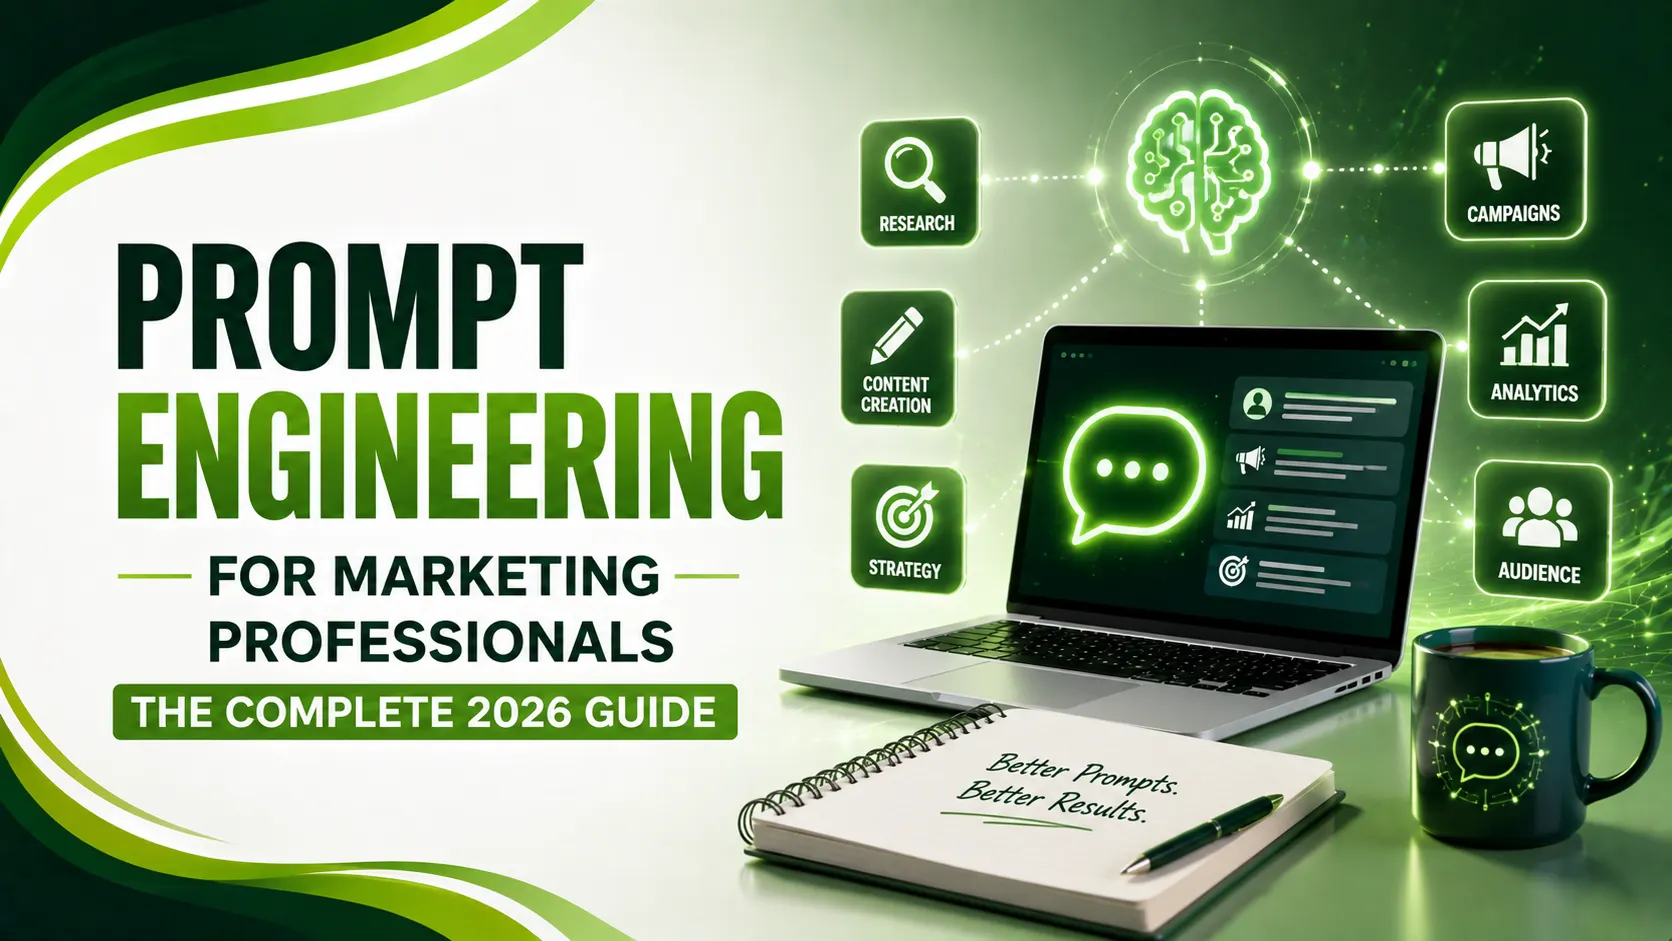 PROMPT
ENGINEERING
FOR MARKETING
PROFESSIONALS
THE COMPLETE 2026 GUIDE
RESEARCH
CONTENT
CREATION
STRATEGY
CAMPAIGNS
ANALYTICS
AUDIENCE
Better Prompts.
Better Results.